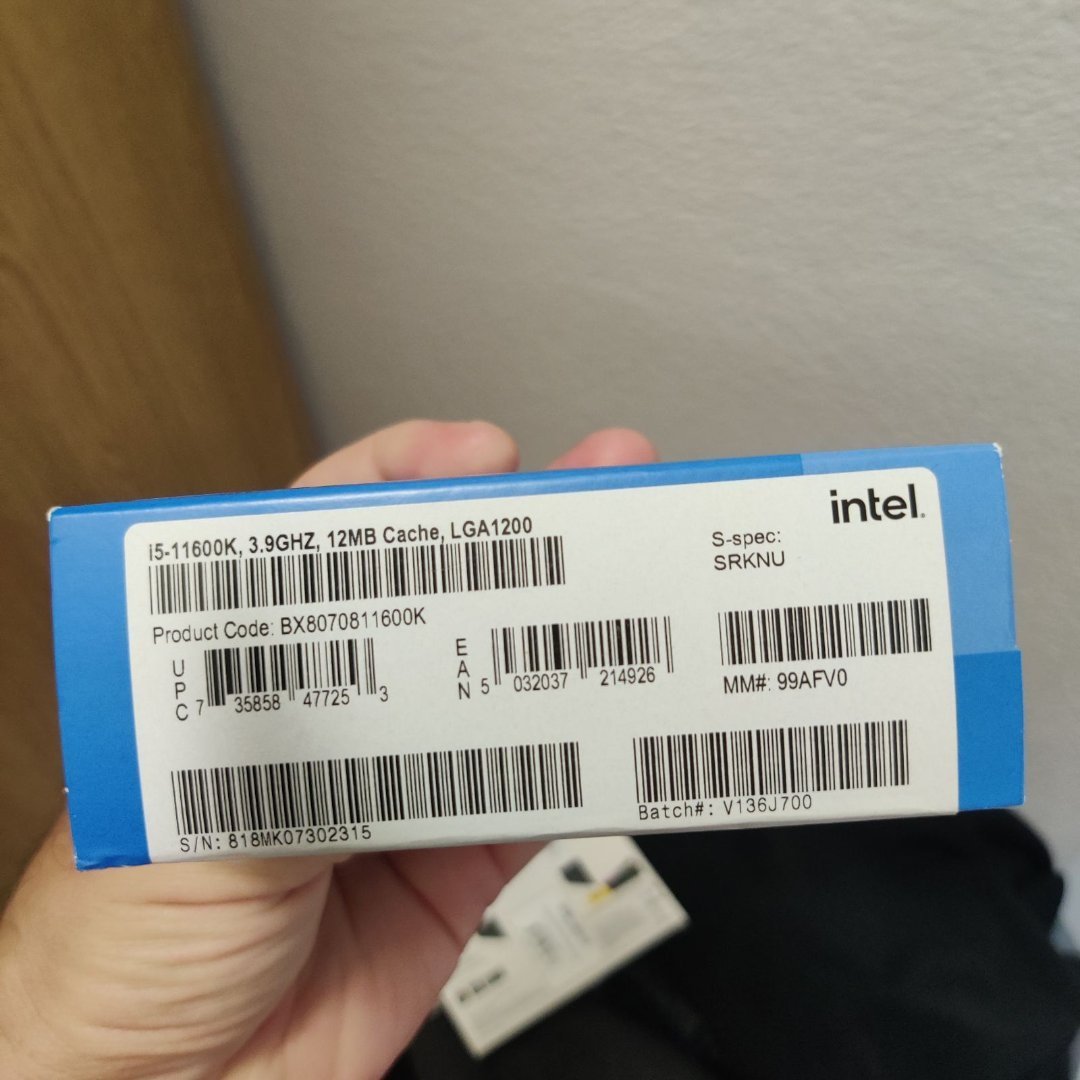 intel.
i5-11600K, 3.9GHZ, 12MB Cache, LGA1200
S-spec:
SRKNU
Product Code: BX8070811600K
UPC 7 35858 47725 3
EAN 5 032037 214926
MM#: 99AFV0
S/N: 818MK07302315
Batch#: V136J700